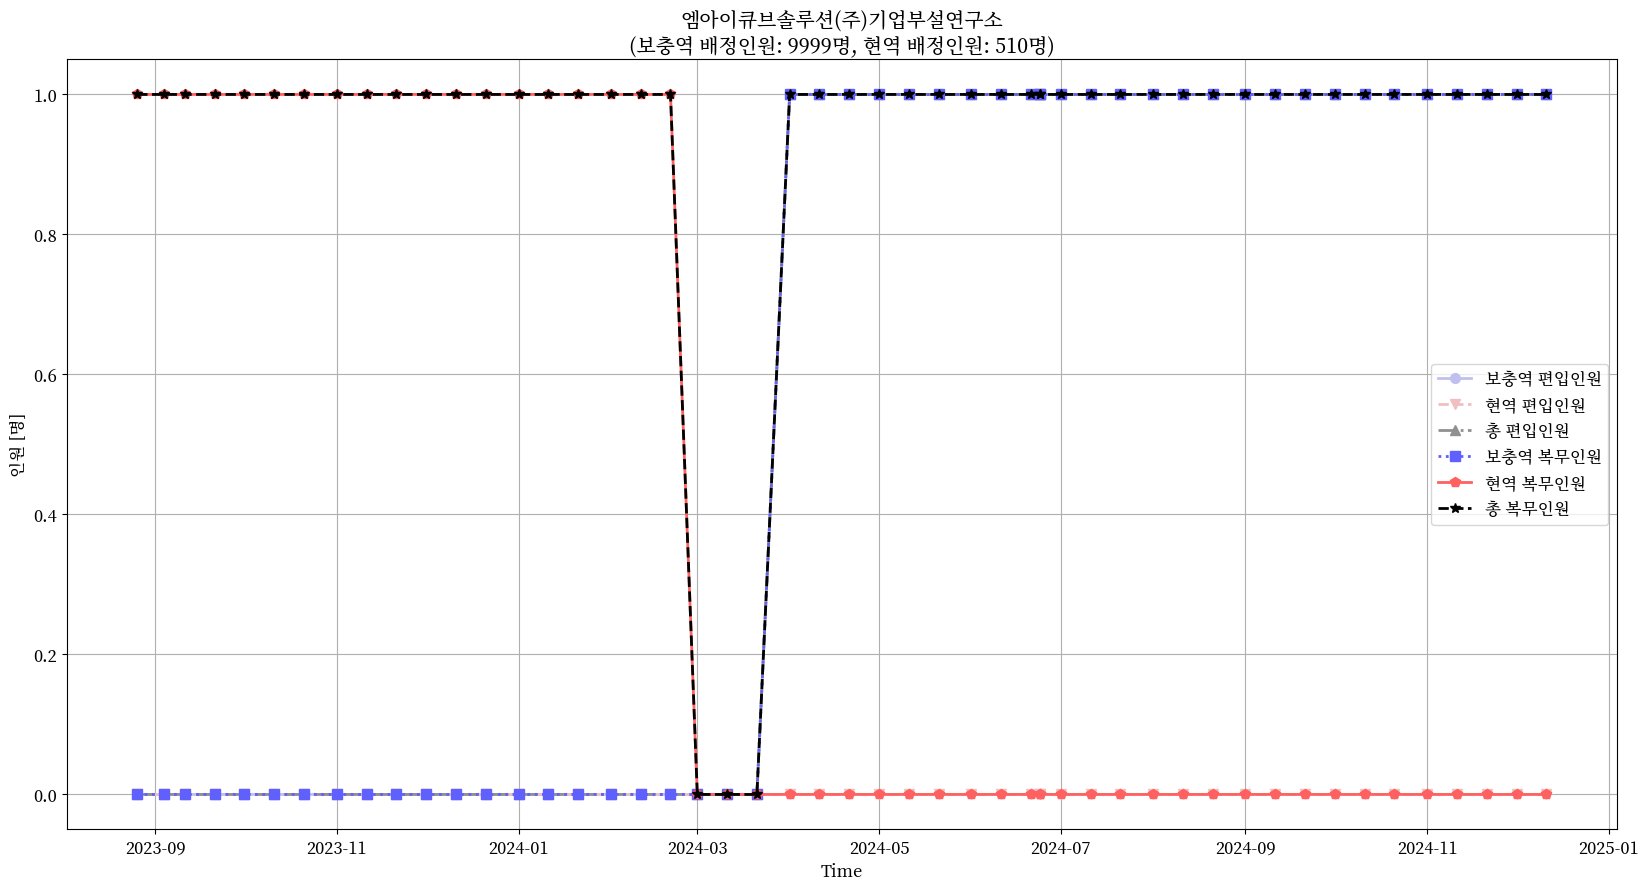 엠아이큐브솔루션(주)기업부설연구소
(보충역 배정인원: 9999명, 현역 배정인원: 510명)
1.0
0.8
0.6
0.4
0.2
0.0
인원 [명]
보충역 편입인원
현역 편입인원
총 편입인원
보충역 복무인원
현역 복무인원
총 복무인원
2023-09
2023-11
2024-01
2024-03
2024-05
2024-07
2024-09
2024-11
2025-01
Time